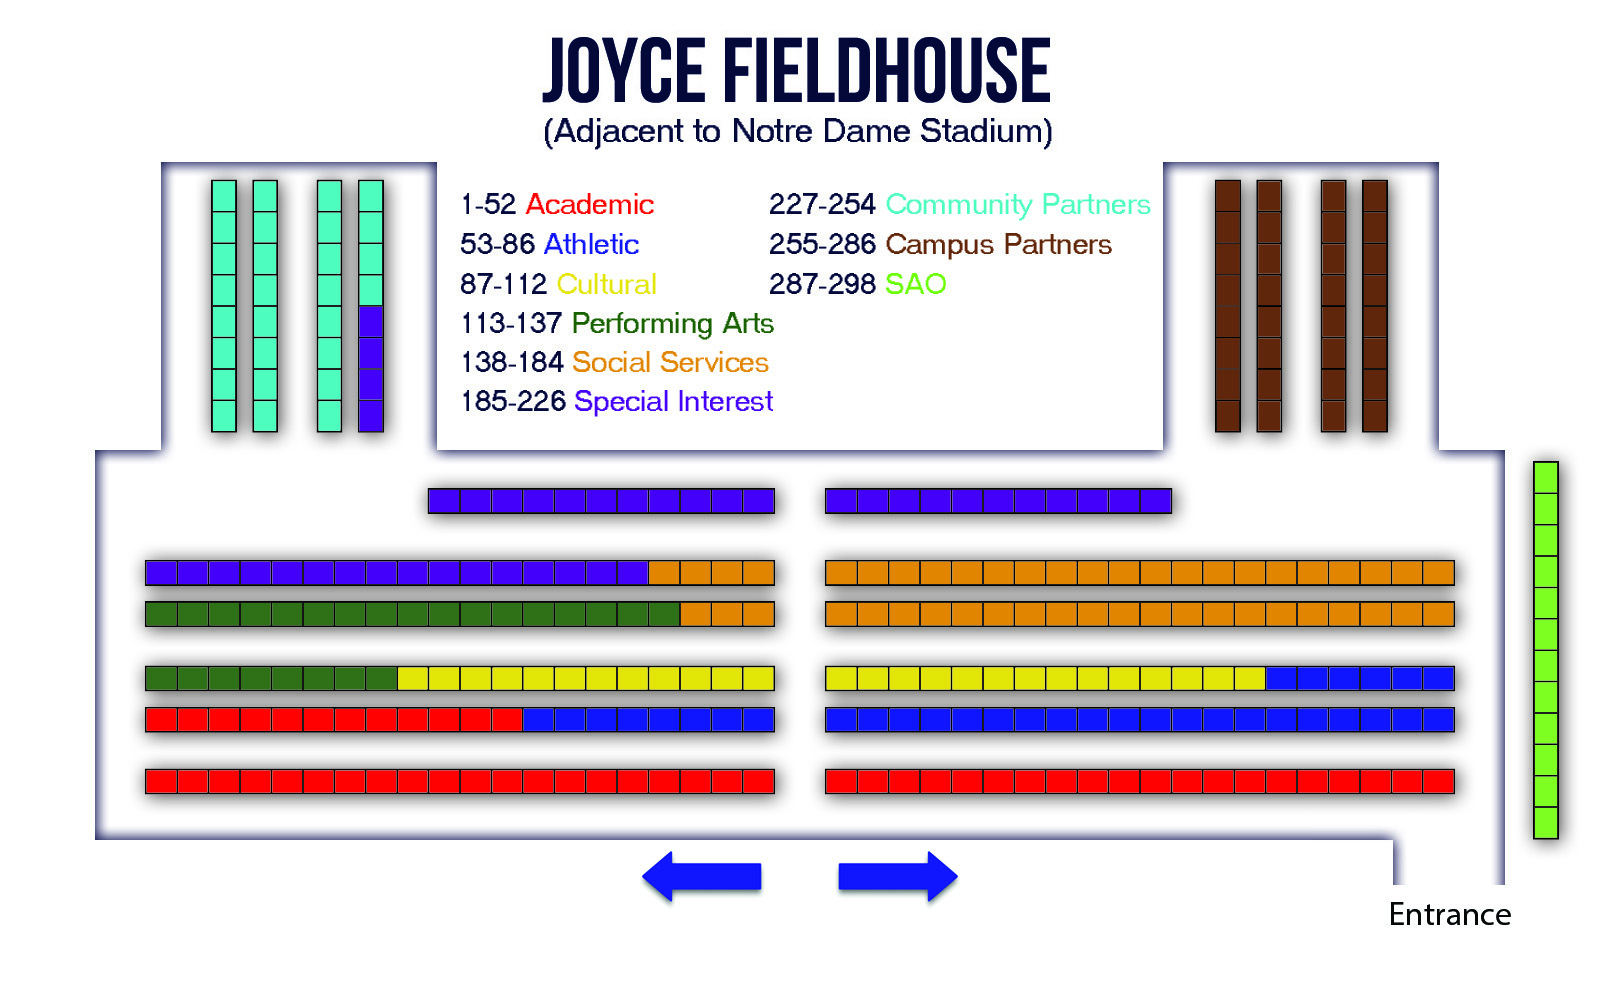 JOYCE FIELDHOUSE
(Adjacent to Notre Dame Stadium)
1-52 Academic
53-86 Athletic
87-112 Cultural
113-137 Performing Arts
138-184 Social Services
185-226 Special Interest
227-254 Community Partners
255-286 Campus Partners
287-298 SAO
Entrance